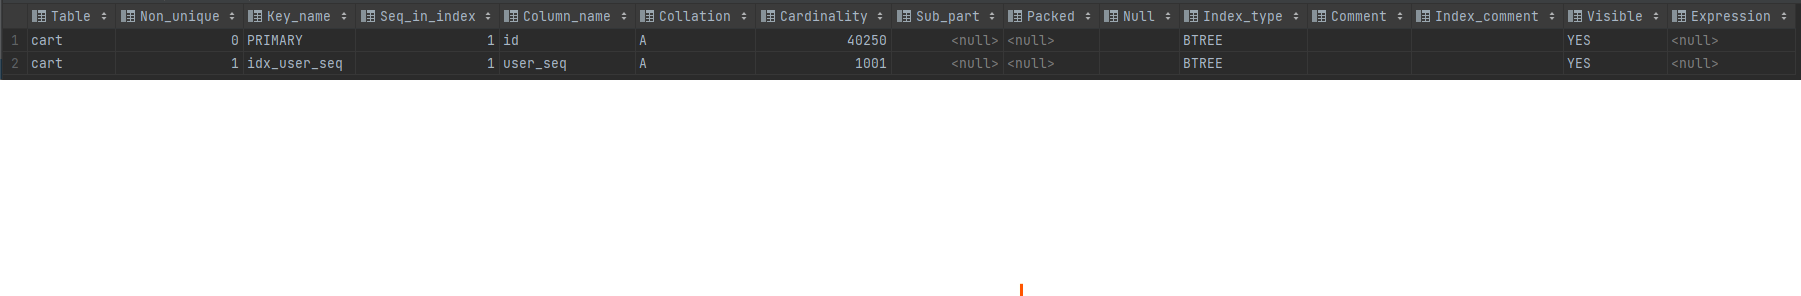 Table Non_unique Key_name Seq_in_index Column_name Collation Cardinality Sub_part Packed Null Index_type Comment Index_comment Visible Expression
1 cart 0 PRIMARY 1 id A 40250 <null> <null> BTREE YES <null>
2 cart 1 idx_user_seq 1 user_seq A 1001 <null> <null> BTREE YES <null>